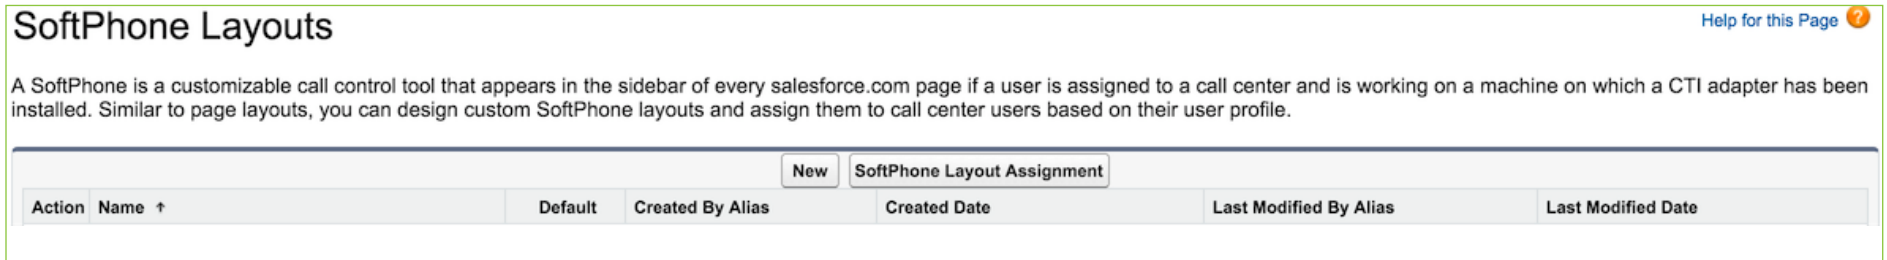 SoftPhone Layouts
Help for this Page ?
A SoftPhone is a customizable call control tool that appears in the sidebar of every salesforce.com page if a user is assigned to a call center and is working on a machine on which a CTI adapter has been
installed. Similar to page layouts, you can design custom SoftPhone layouts and assign them to call center users based on their user profile.
New SoftPhone Layout Assignment
Action Name ↑ Default Created By Alias Created Date Last Modified By Alias Last Modified Date